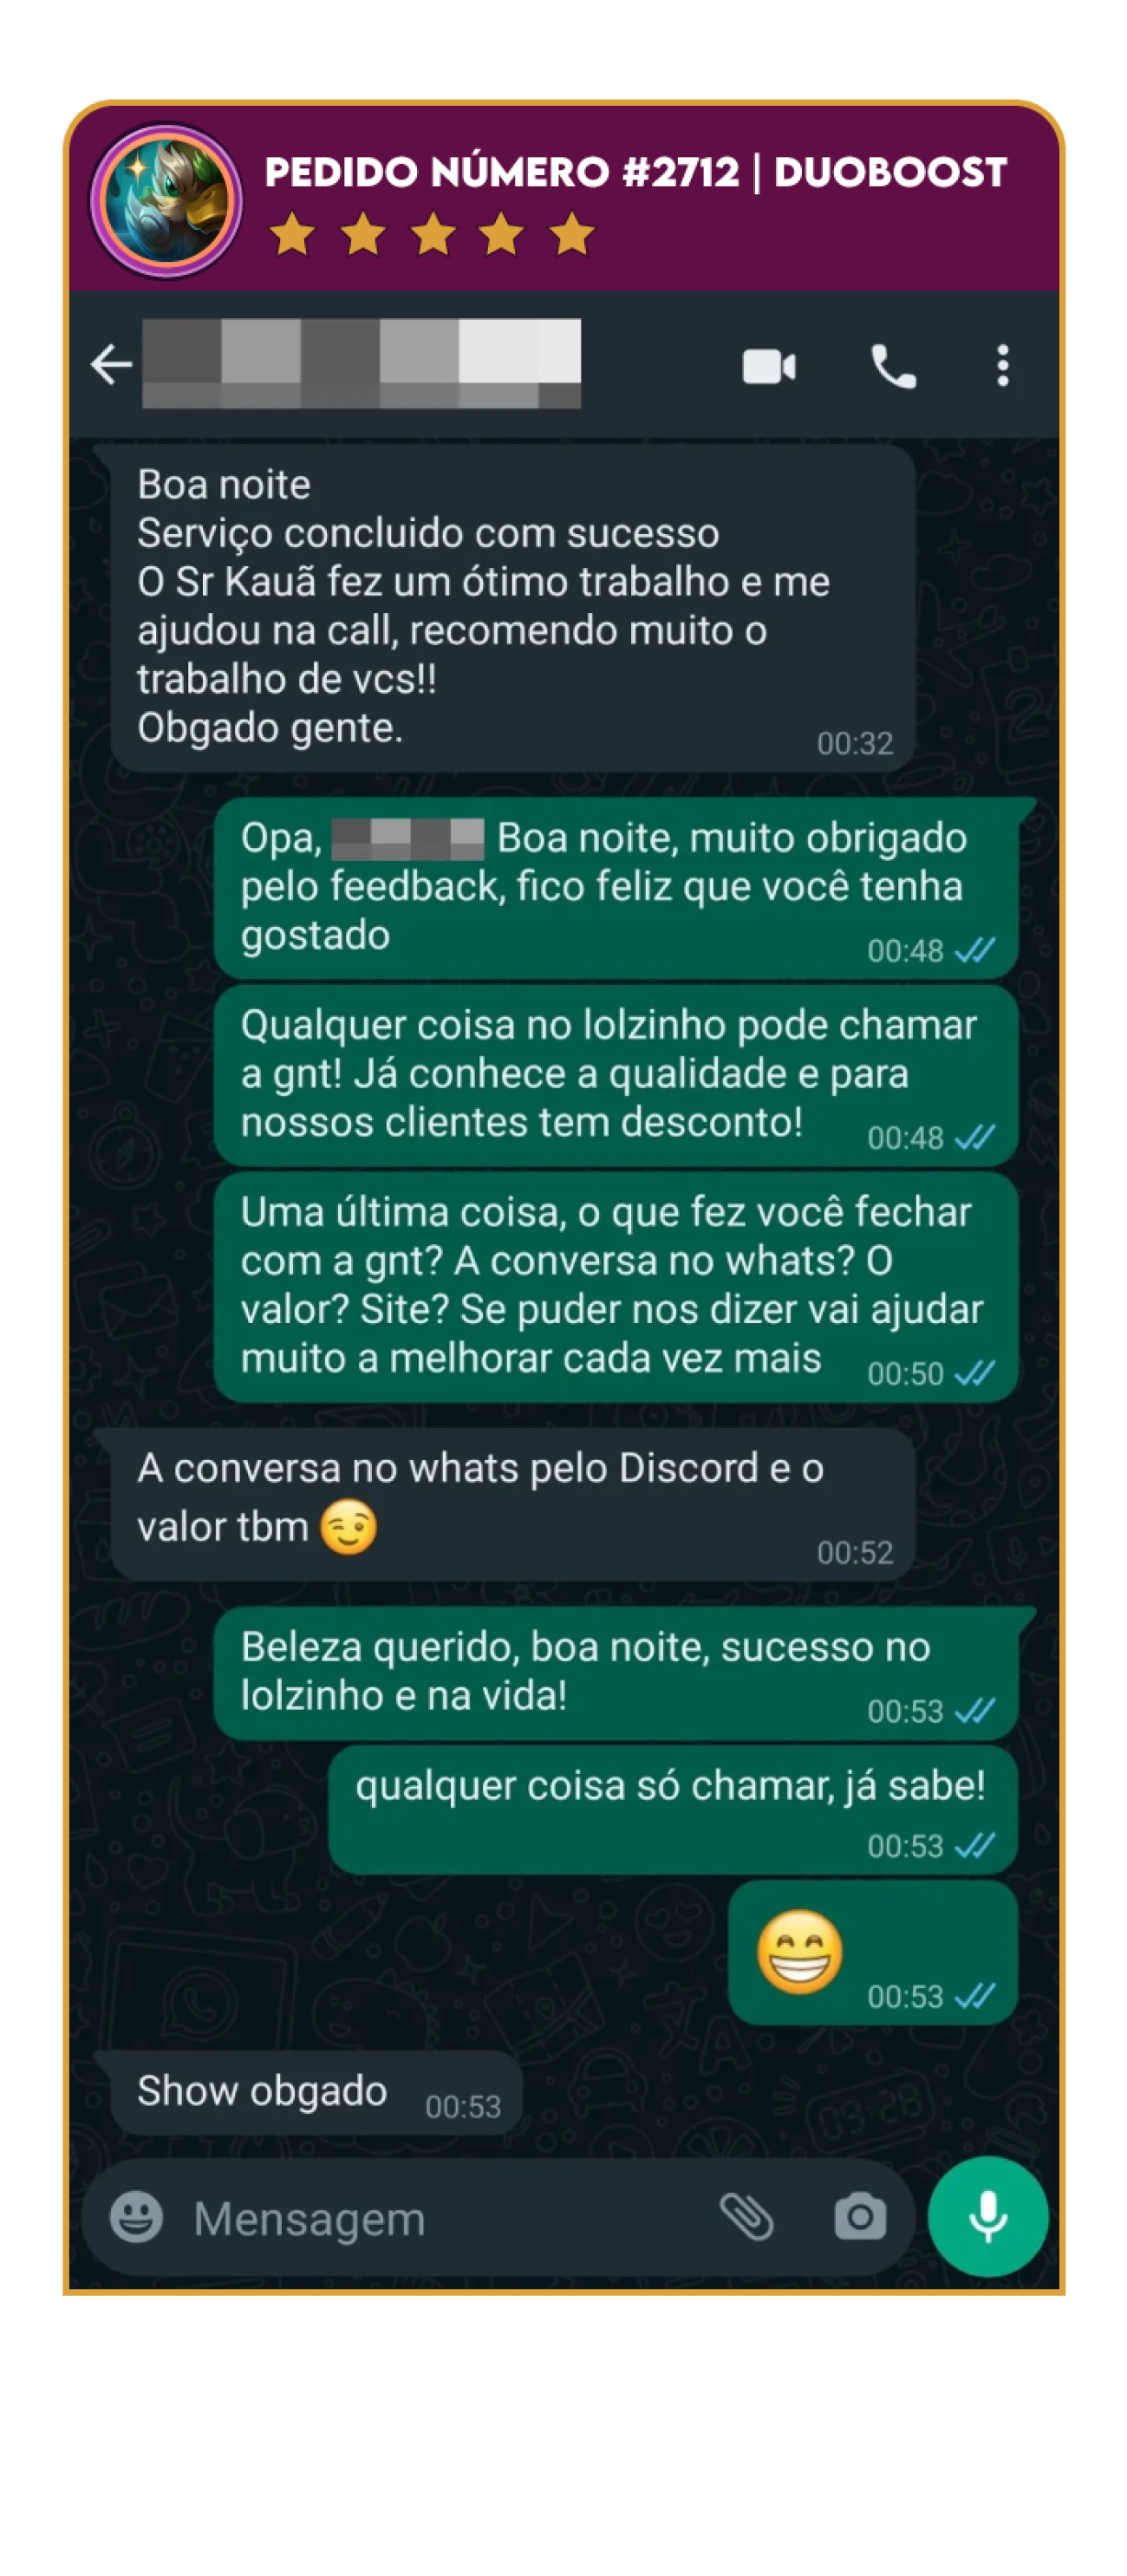 PEDIDO NÚMERO #2712 | DUOBOOST
Boa noite
Serviço concluido com sucesso
O Sr Kauã fez um ótimo trabalho e me
ajudou na call, recomendo muito o
trabalho de vcs!!
Obgado gente.
00:32
Opa, Boa noite, muito obrigado
pelo feedback, fico feliz que você tenha
gostado
00:48
Qualquer coisa no lolzinho pode chamar
a gnt! Já conhece a qualidade e para
nossos clientes tem desconto!
00:48
Uma última coisa, o que fez você fechar
com a gnt? A conversa no whats? O
valor? Site? Se puder nos dizer vai ajudar
muito a melhorar cada vez mais
00:50
A conversa no whats pelo Discord e o
valor tbm 😉
00:52
Beleza querido, boa noite, sucesso no
lolzinho e na vida!
00:53
qualquer coisa só chamar, já sabe!
00:53
😁
00:53
Show obgado
00:53
Mensagem